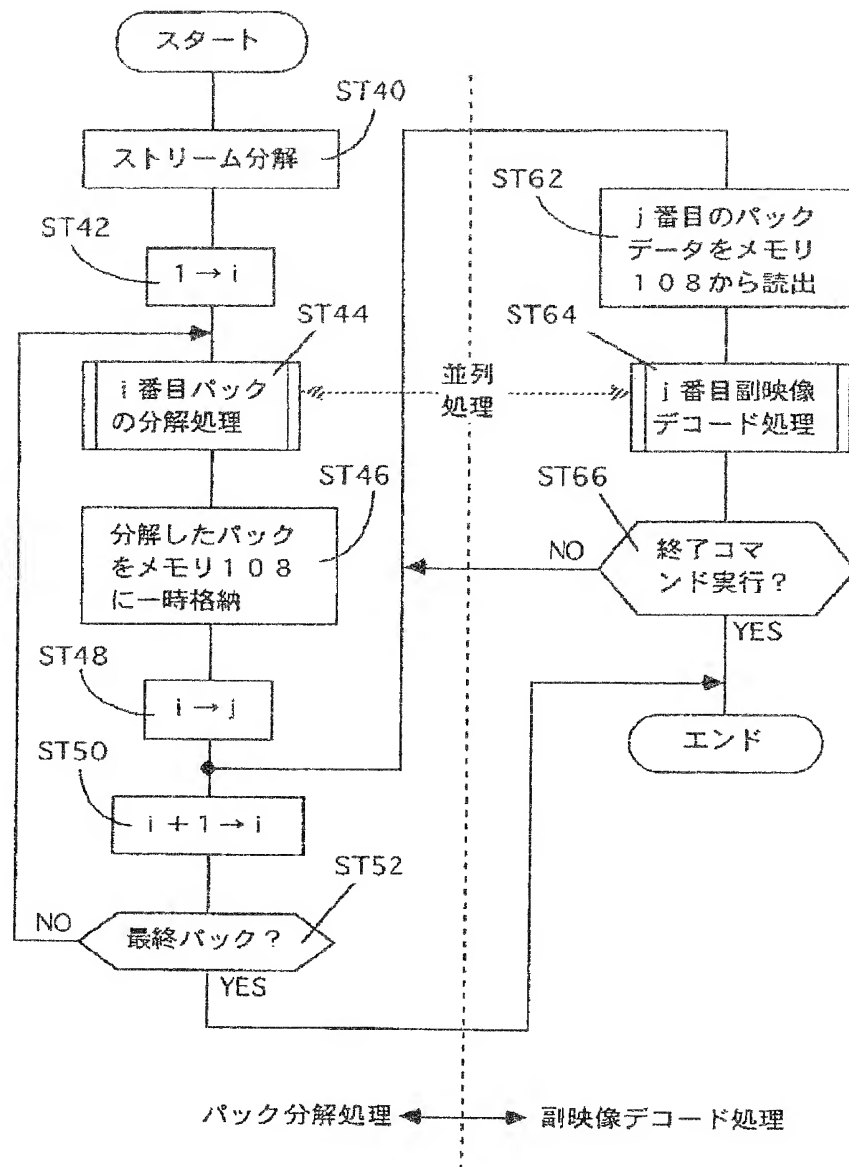 スタート
ST40
ストリーム分解
ST42
1→i
ST44
i番目パック
の分解処理
ST46
分解したパック
をメモリ108
に一時格納
ST48
i→j
ST50
i+1→i
ST52
最終パック?
NO
YES
並列
処理
ST62
j番目のパック
データをメモリ
108から読出
ST64
j番目副映像
デコード処理
ST66
終了コマ
ンド実行?
NO
YES
エンド
パック分解処理
副映像デコード処理